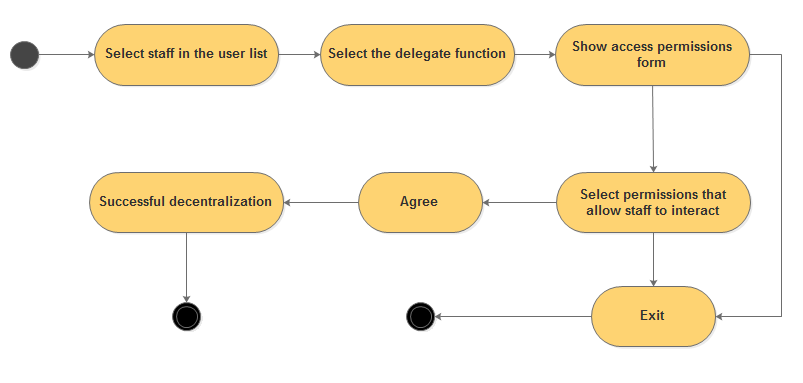 Select staff in the user list
Select the delegate function
Show access permissions
form
Successful decentralization
Agree
Select permissions that
allow staff to interact
Exit